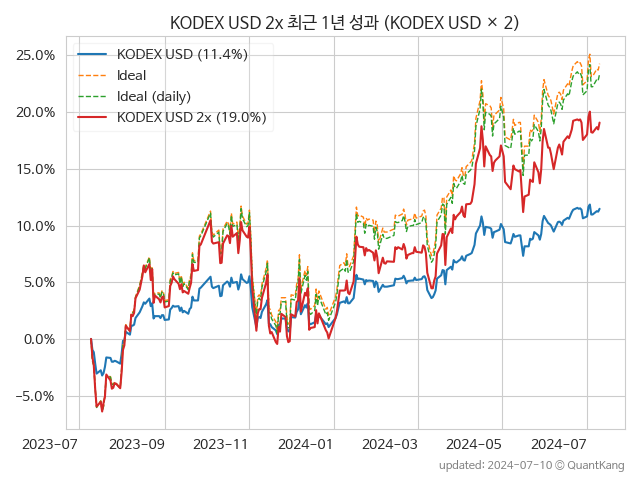 KODEX USD 2x 최근 1년 성과 (KODEX USD × 2)
KODEX USD (11.4%)
Ideal
Ideal (daily)
KODEX USD 2x (19.0%)
25.0%
20.0%
15.0%
10.0%
5.0%
0.0%
−5.0%
2023-07 2023-09 2023-11 2024-01 2024-03 2024-05 2024-07
updated: 2024-07-10 © QuantKang